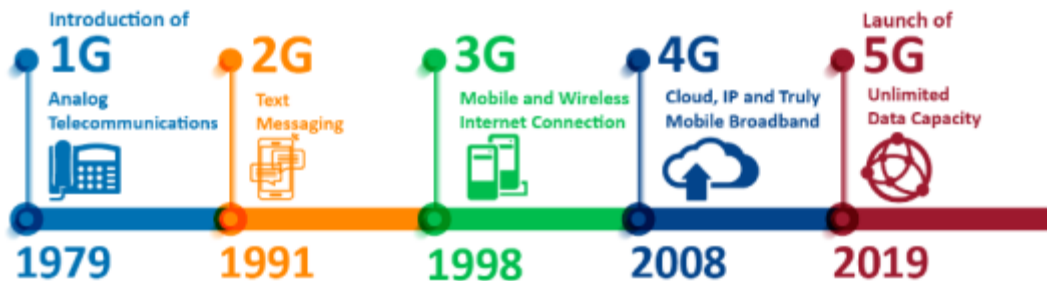 Introduction of
1G
Analog
Telecommunications
1979
2G
Text
Messaging
1991
3G
Mobile and Wireless
Internet Connection
1998
4G
Cloud, IP and Truly
Mobile Broadband
2008
Launch of
5G
Unlimited
Data Capacity
2019